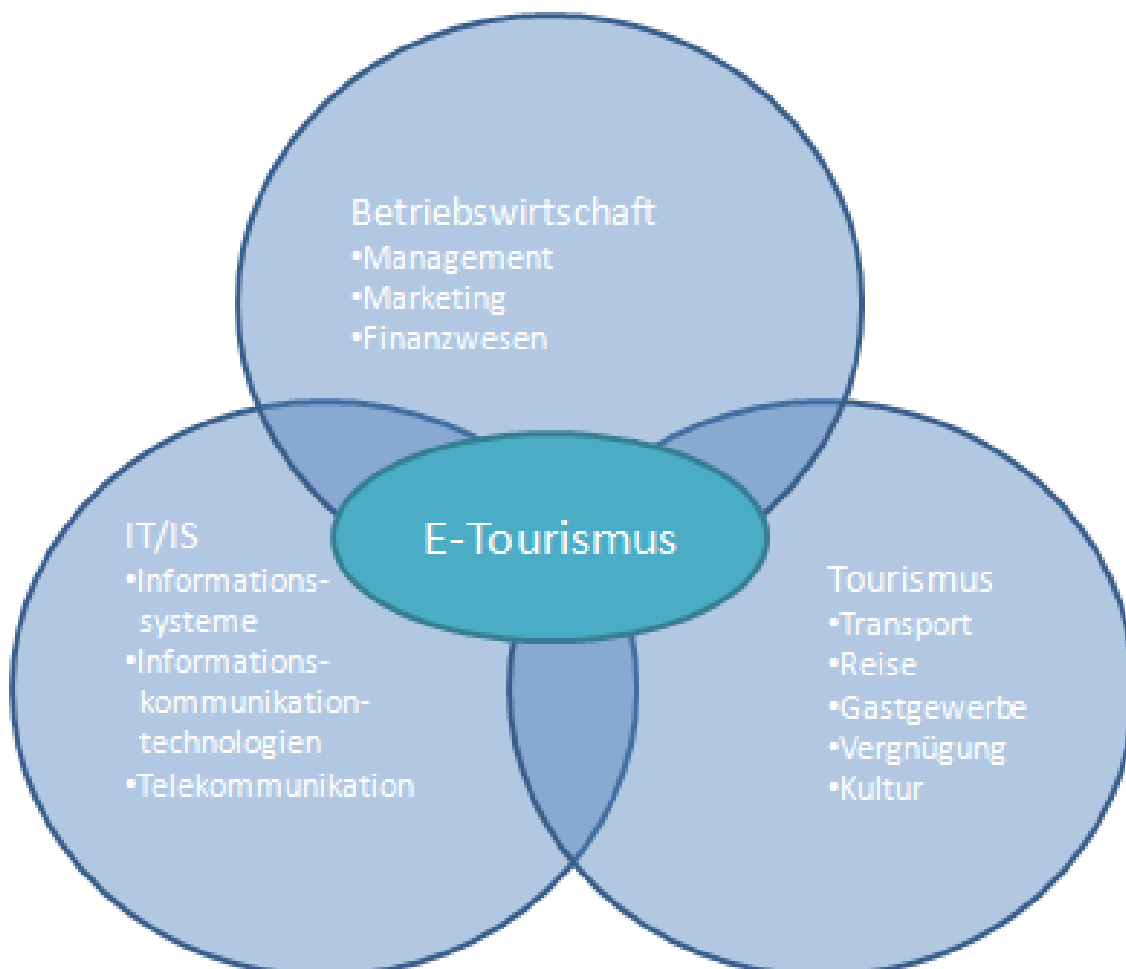 Betriebswirtschaft
•Management
•Marketing
•Finanzwesen
E-Tourismus
IT/IS
•Informations-
systeme
•Informations-
kommunikation-
technologien
•Telekommunikation
Tourismus
•Transport
•Reise
•Gastgewerbe
•Vergnügung
•Kultur